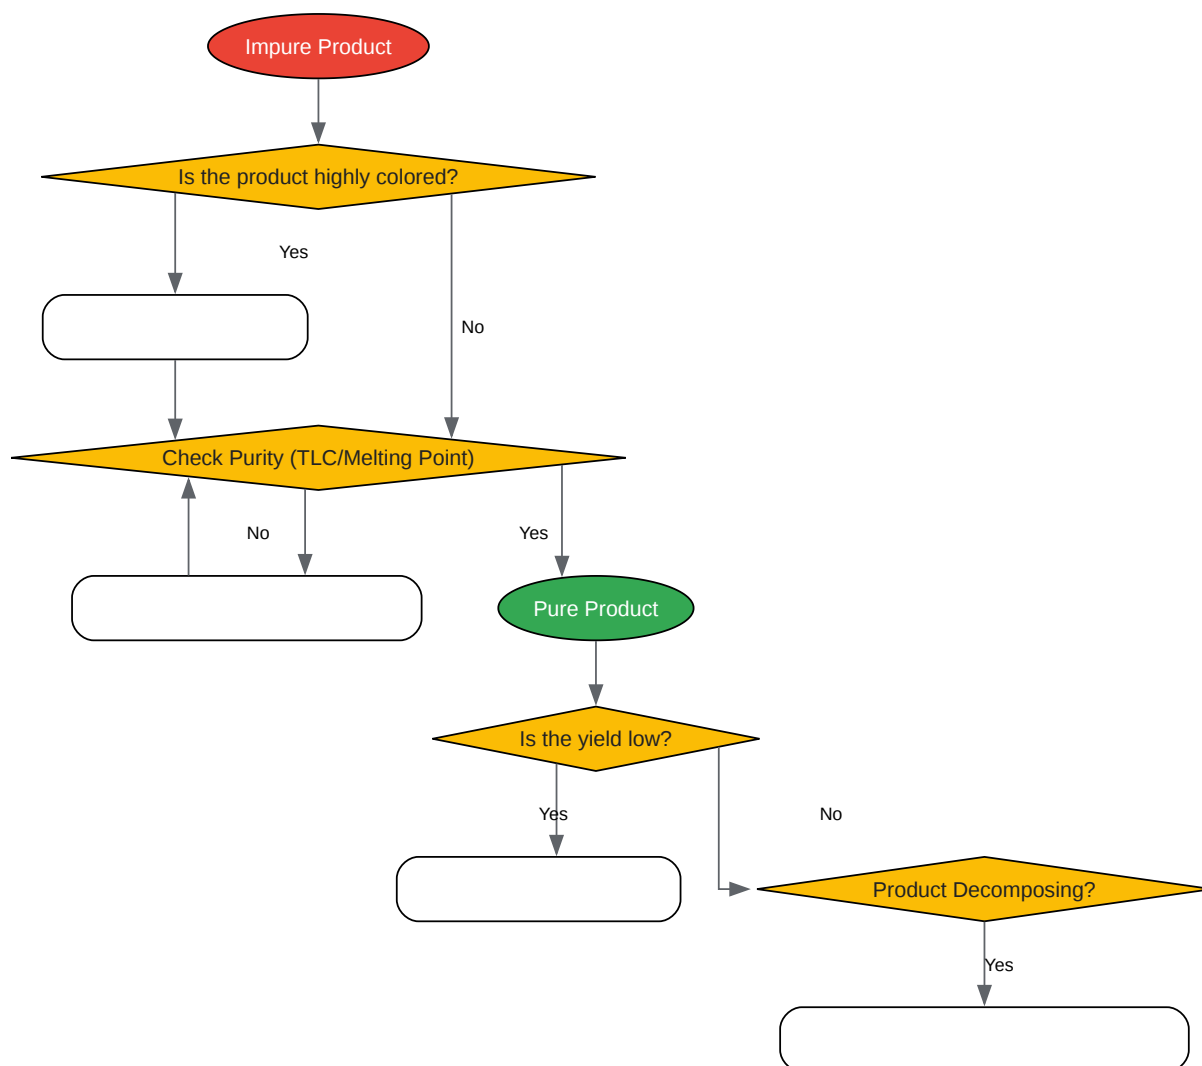 Impure Product
Is the product highly colored?
Yes
No
Check Purity (TLC/Melting Point)
No
Yes
Pure Product
Is the yield low?
Yes
No
Product Decomposing?
Yes